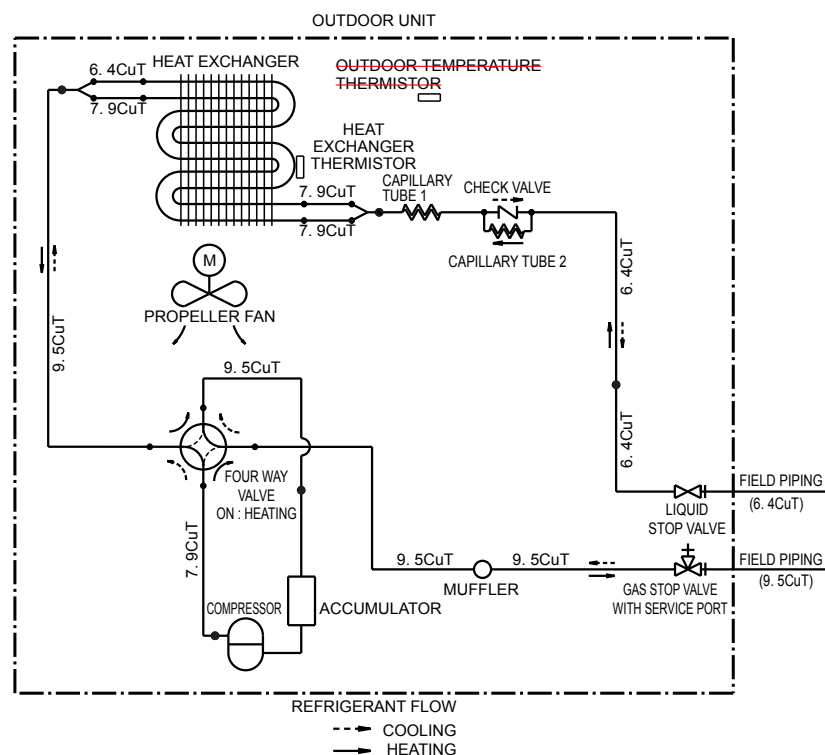 OUTDOOR UNIT
HEAT EXCHANGER
6. 4CuT
7. 9CuT
OUTDOOR TEMPERATURE
THERMISTOR
HEAT
EXCHANGER
THERMISTOR
7. 9CuT
7. 9CuT
CAPILLARY
TUBE 1
CHECK VALVE
CAPILLARY TUBE 2
6. 4CuT
M
PROPELLER FAN
9. 5CuT
9. 5CuT
6. 4CuT
FOUR WAY
VALVE
ON : HEATING
7. 9CuT
LIQUID
STOP VALVE
FIELD PIPING
(6. 4CuT)
9. 5CuT
9. 5CuT
MUFFLER
GAS STOP VALVE
WITH SERVICE PORT
FIELD PIPING
(9. 5CuT)
COMPRESSOR
ACCUMULATOR
REFRIGERANT FLOW
COOLING
HEATING